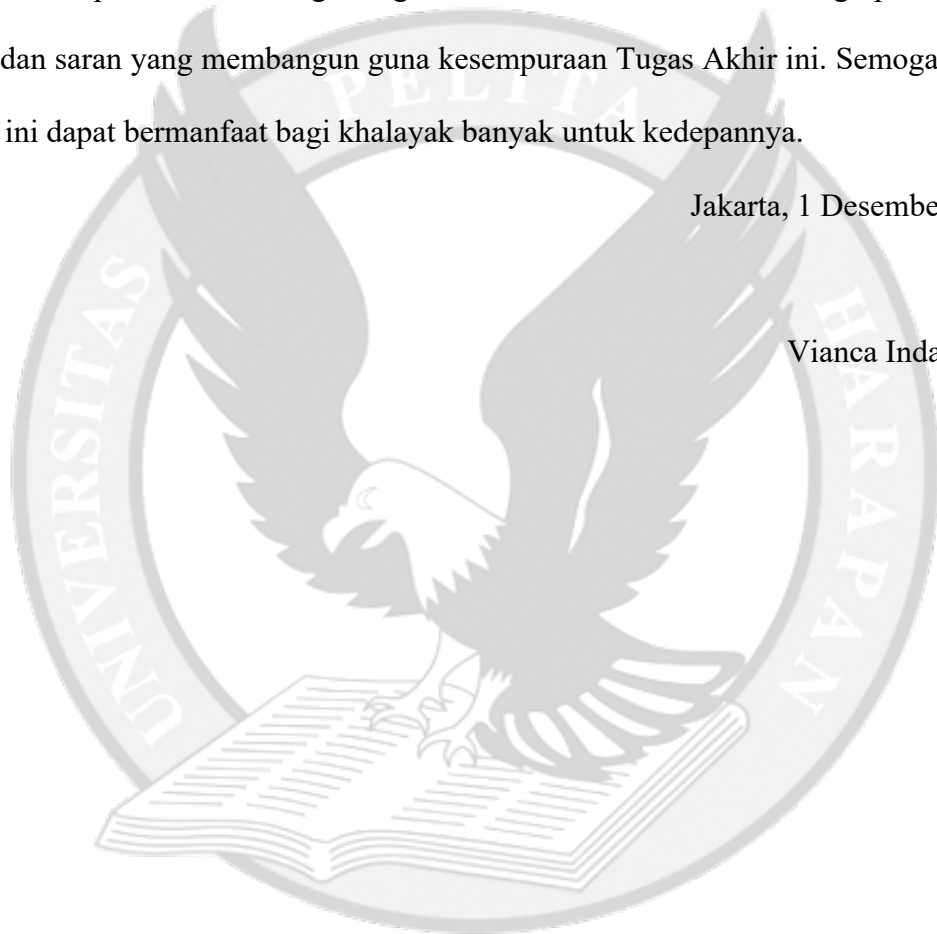 dan saran yang membangun guna kesempuraan Tugas Akhir ini. Semoga
ini dapat bermanfaat bagi khalayak banyak untuk kedepannya.
Jakarta, 1 Desembe
Vianca Inda
UNIVERSITAS PELITA HARAPAN